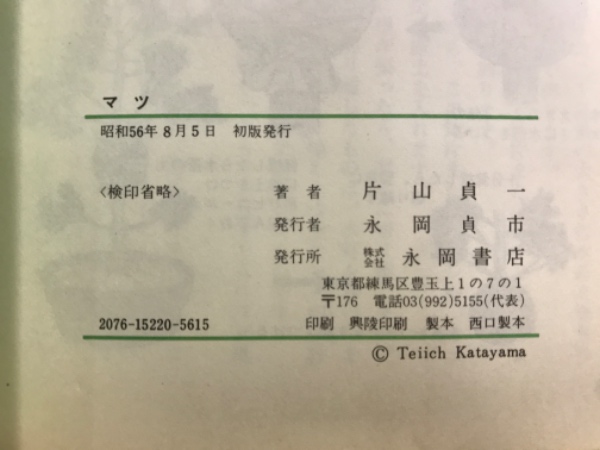 マツ
昭和56年8月5日 初版発行
〈検印省略〉 著者 片山貞一
発行者 永岡貞市
発行所 株式会社 永岡書店
東京都練馬区豊玉上1の7の1
〒176 電話03(992)5155(代表)
2076-15220-5615 印刷 興陵印刷 製本 西口製本
© Teiich Katayama